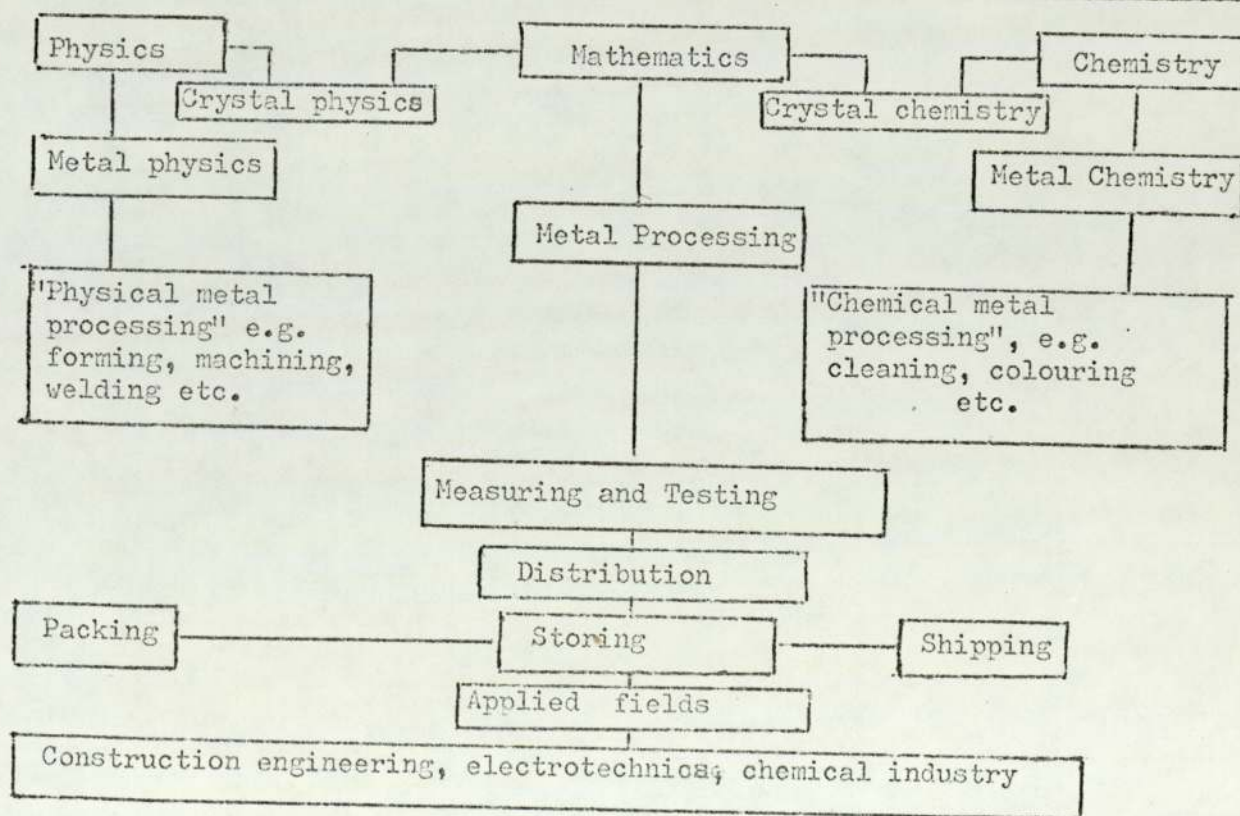 Physics
Mathematics
Chemistry
Crystal physics
Crystal chemistry
Metal physics
Metal Chemistry
Metal Processing
"Physical metal
processing" e.g.
forming, machining,
welding etc.
"Chemical metal
processing", e.g.
cleaning, colouring
etc.
Measuring and Testing
Distribution
Packing
Storing
Shipping
Applied fields
Construction engineering, electrotechnica, chemical industry